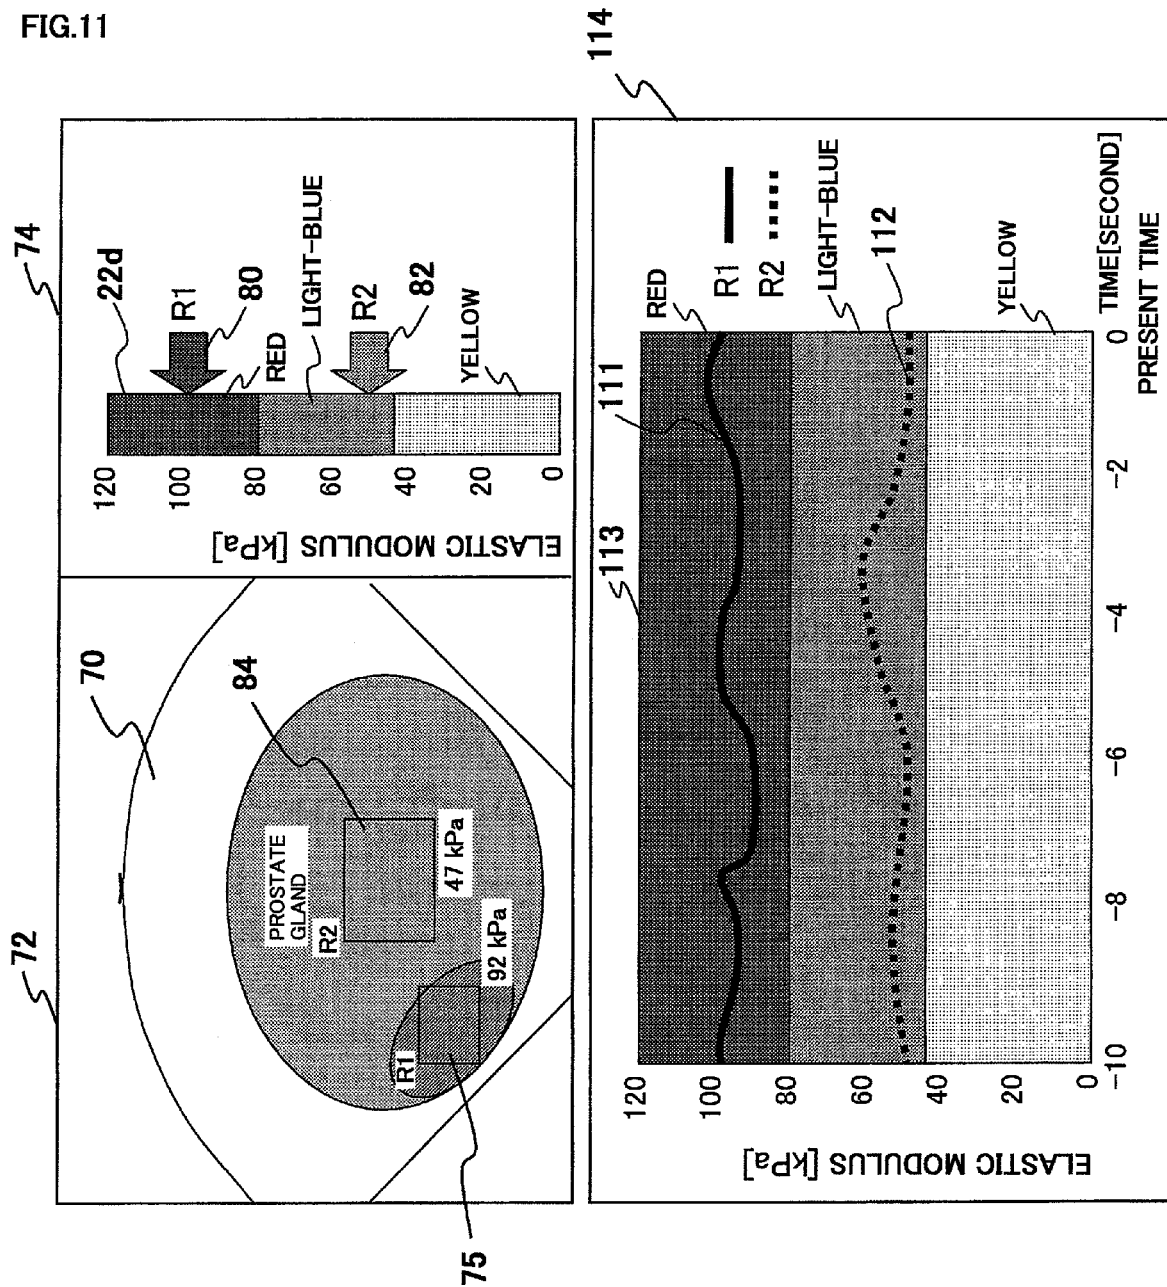 FIG.11
72
70
84
PROSTATE
GLAND
R2
47 kPa
R1
92 kPa
75
74
22d
R1
80
RED
LIGHT-BLUE
R2
82
YELLOW
120
100
80
60
40
20
0
ELASTIC MODULUS [kPa]
114
113
111
RED
R1
R2
LIGHT-BLUE
112
YELLOW
120
100
80
60
40
20
0
ELASTIC MODULUS
[kPa]
-10
-8
-6
-4
-2
0
TIME[SECOND]
PRESENT TIME